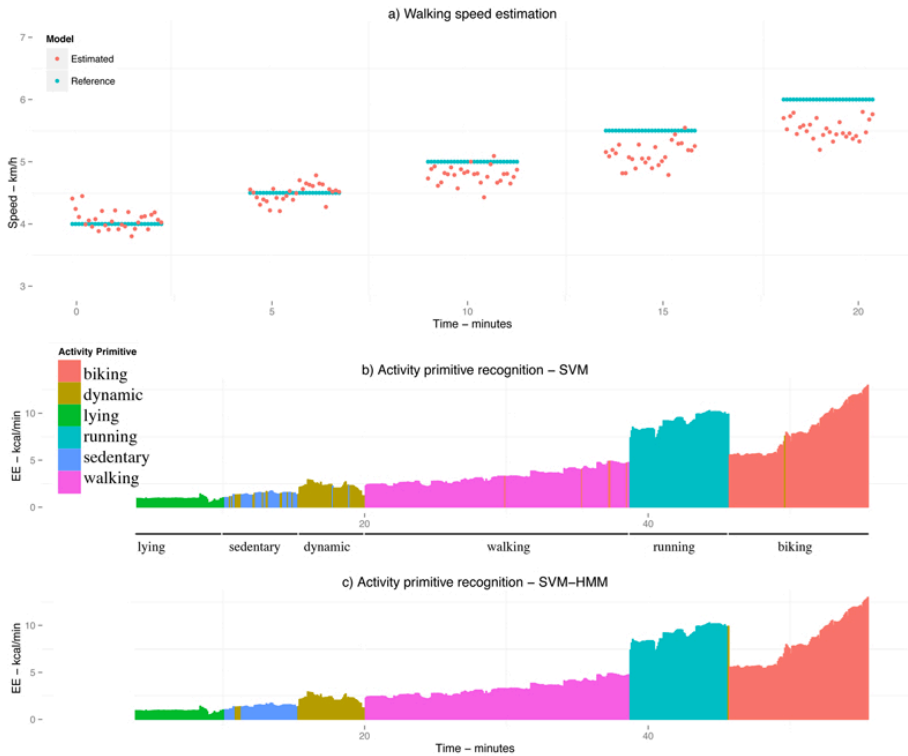 a) Walking speed estimation
Model
Estimated
Reference
Speed – km/h
7
6
5
4
3
0
5
10
15
20
Time – minutes
Activity Primitive
biking
dynamic
lying
running
sedentary
walking
b) Activity primitive recognition – SVM
EE – kcal/min
10
5
0
20
40
lying
sedentary
dynamic
walking
running
biking
c) Activity primitive recognition – SVM–HMM
EE – kcal/min
10
5
0
20
40
Time – minutes